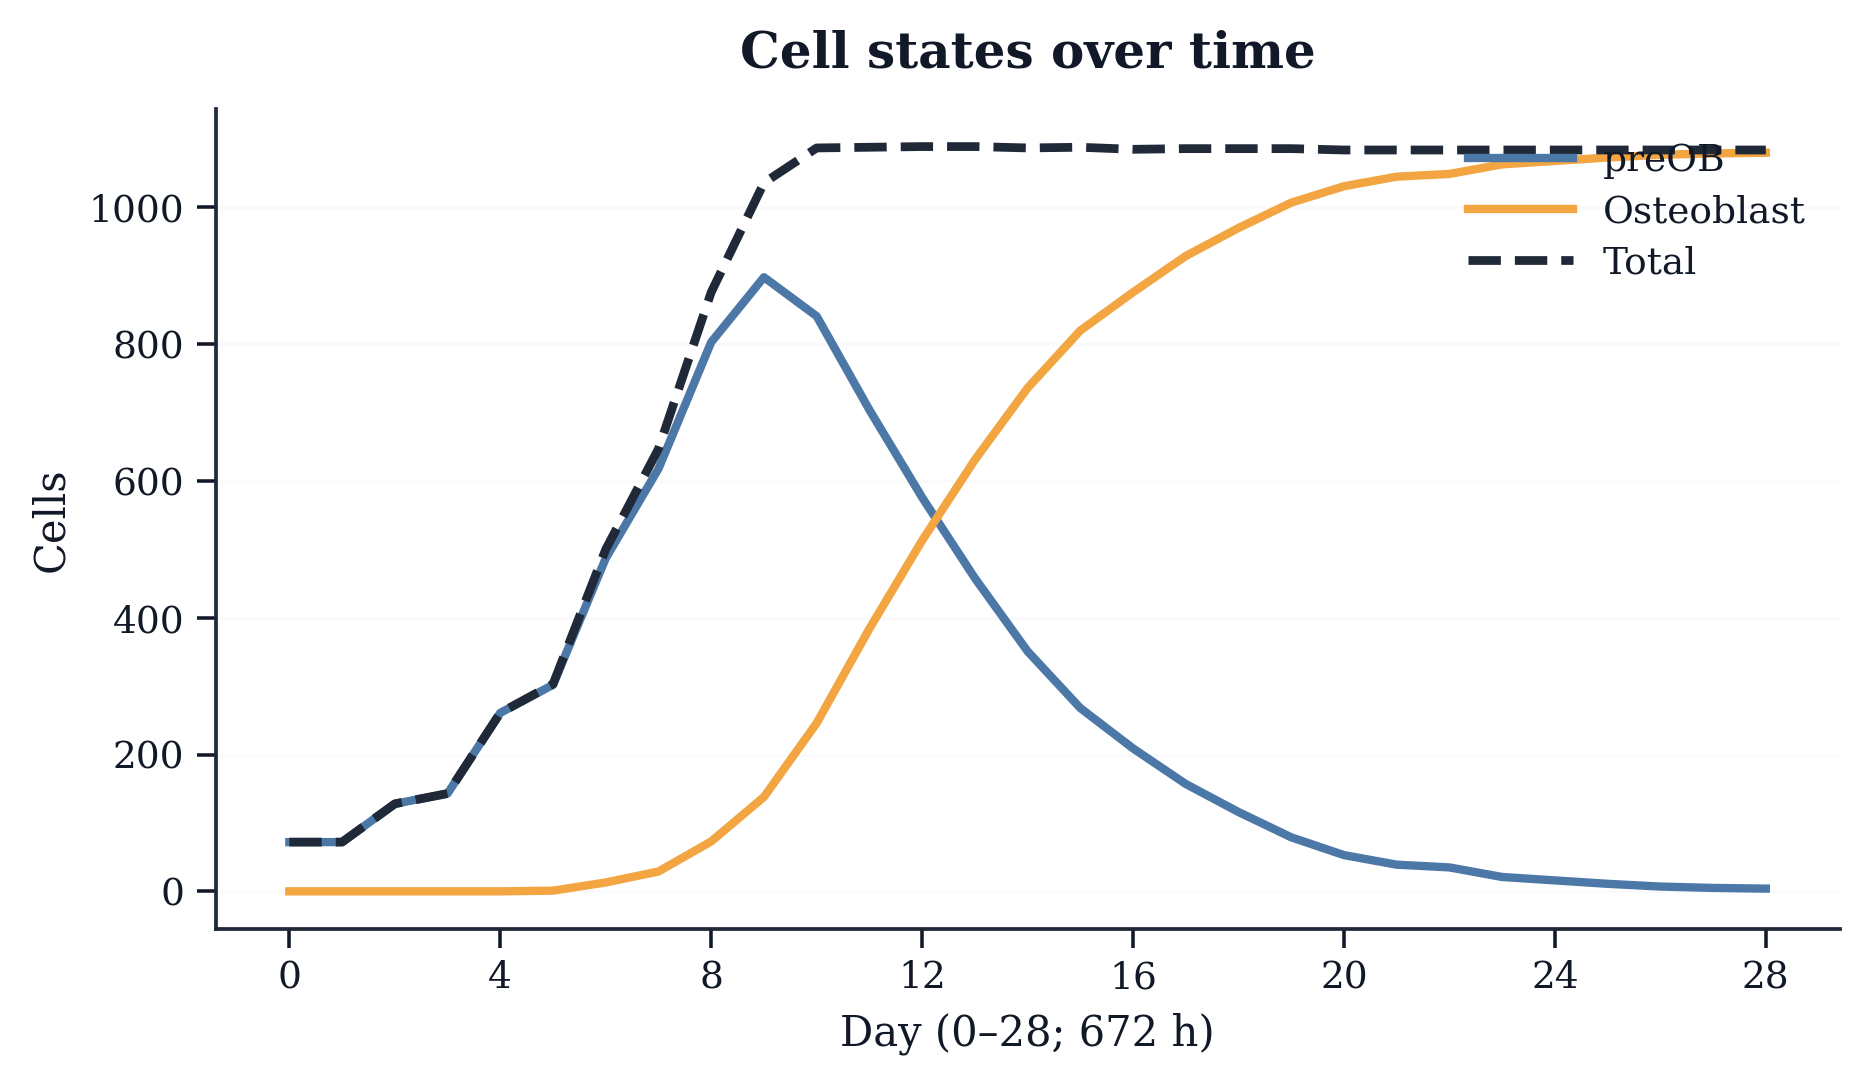 Cell states over time
Cells
1000
800
600
400
200
0
preOB
Osteoblast
Total
0 4 8 12 16 20 24 28
Day (0–28; 672 h)